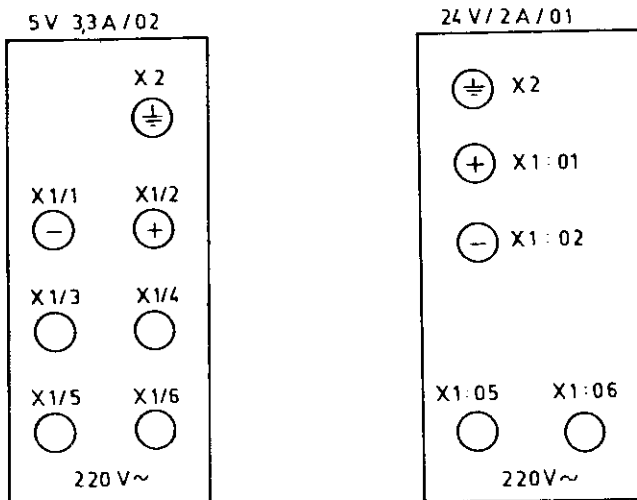 5V 3,3A/02
X2
X1/1 X1/2
− +
X1/3 X1/4
X1/5 X1/6
220V~
24V/2A/01
X2
+ X1:01
− X1:02
X1:05 X1:06
220V~